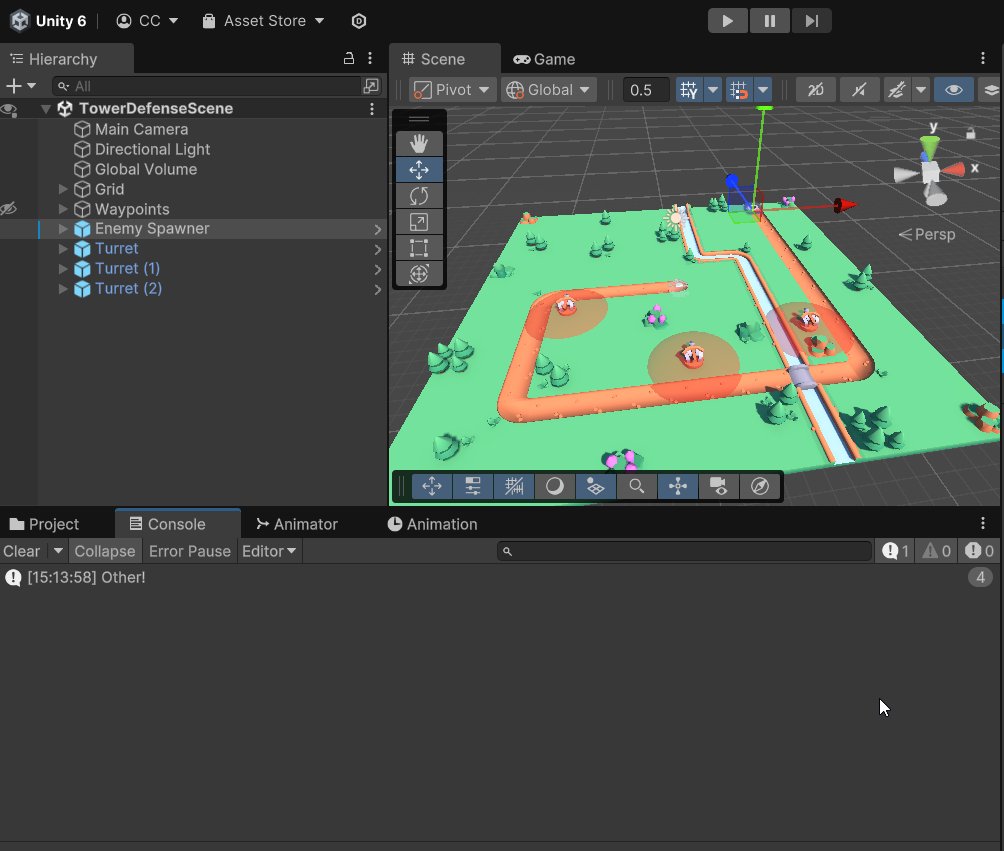 Unity 6 CC Asset Store
Hierarchy
All
TowerDefenseScene
Main Camera
Directional Light
Global Volume
Grid
Waypoints
Enemy Spawner
Turret
Turret (1)
Turret (2)
Scene Game
Pivot Global 0.5 2D
y
x
Persp
Project Console Animator Animation
Clear Collapse Error Pause Editor 1 0 0
[15:13:58] Other! 4